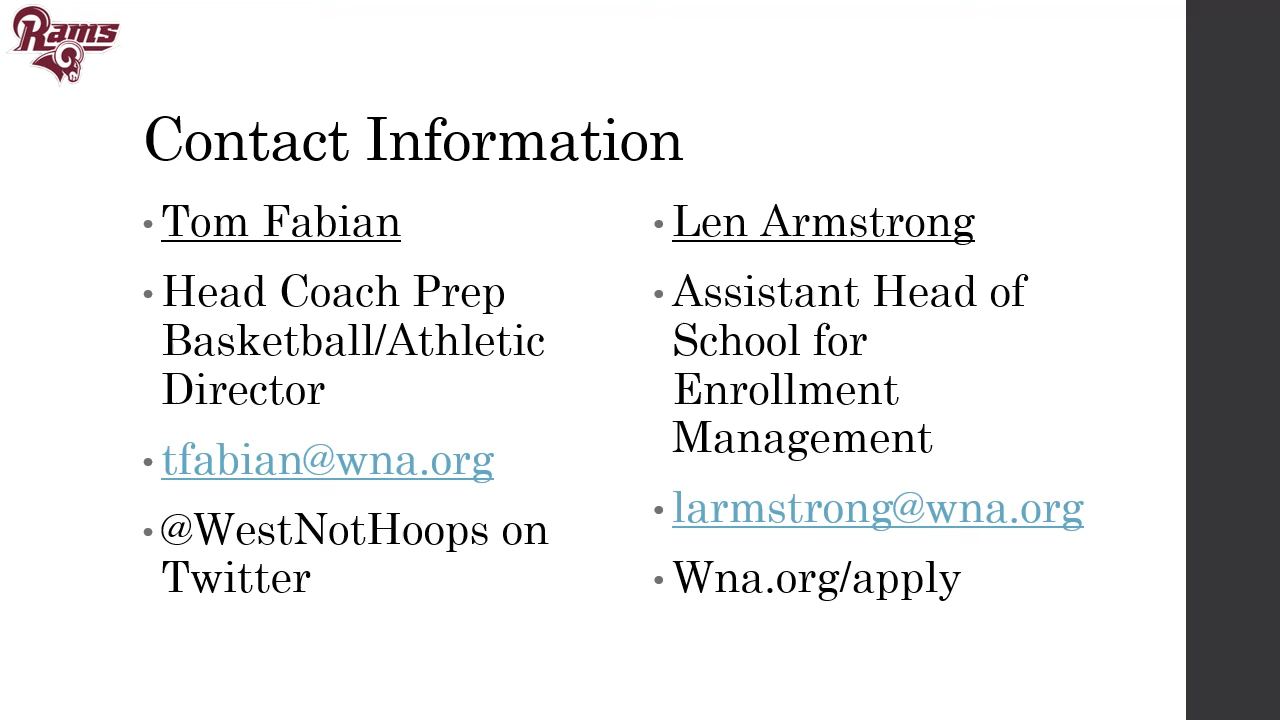 Rams
Contact Information
• Tom Fabian
• Head Coach Prep
Basketball/Athletic
Director
• tfabian@wna.org
• @WestNotHoops on
Twitter
• Len Armstrong
• Assistant Head of
School for
Enrollment
Management
• larmstrong@wna.org
• Wna.org/apply